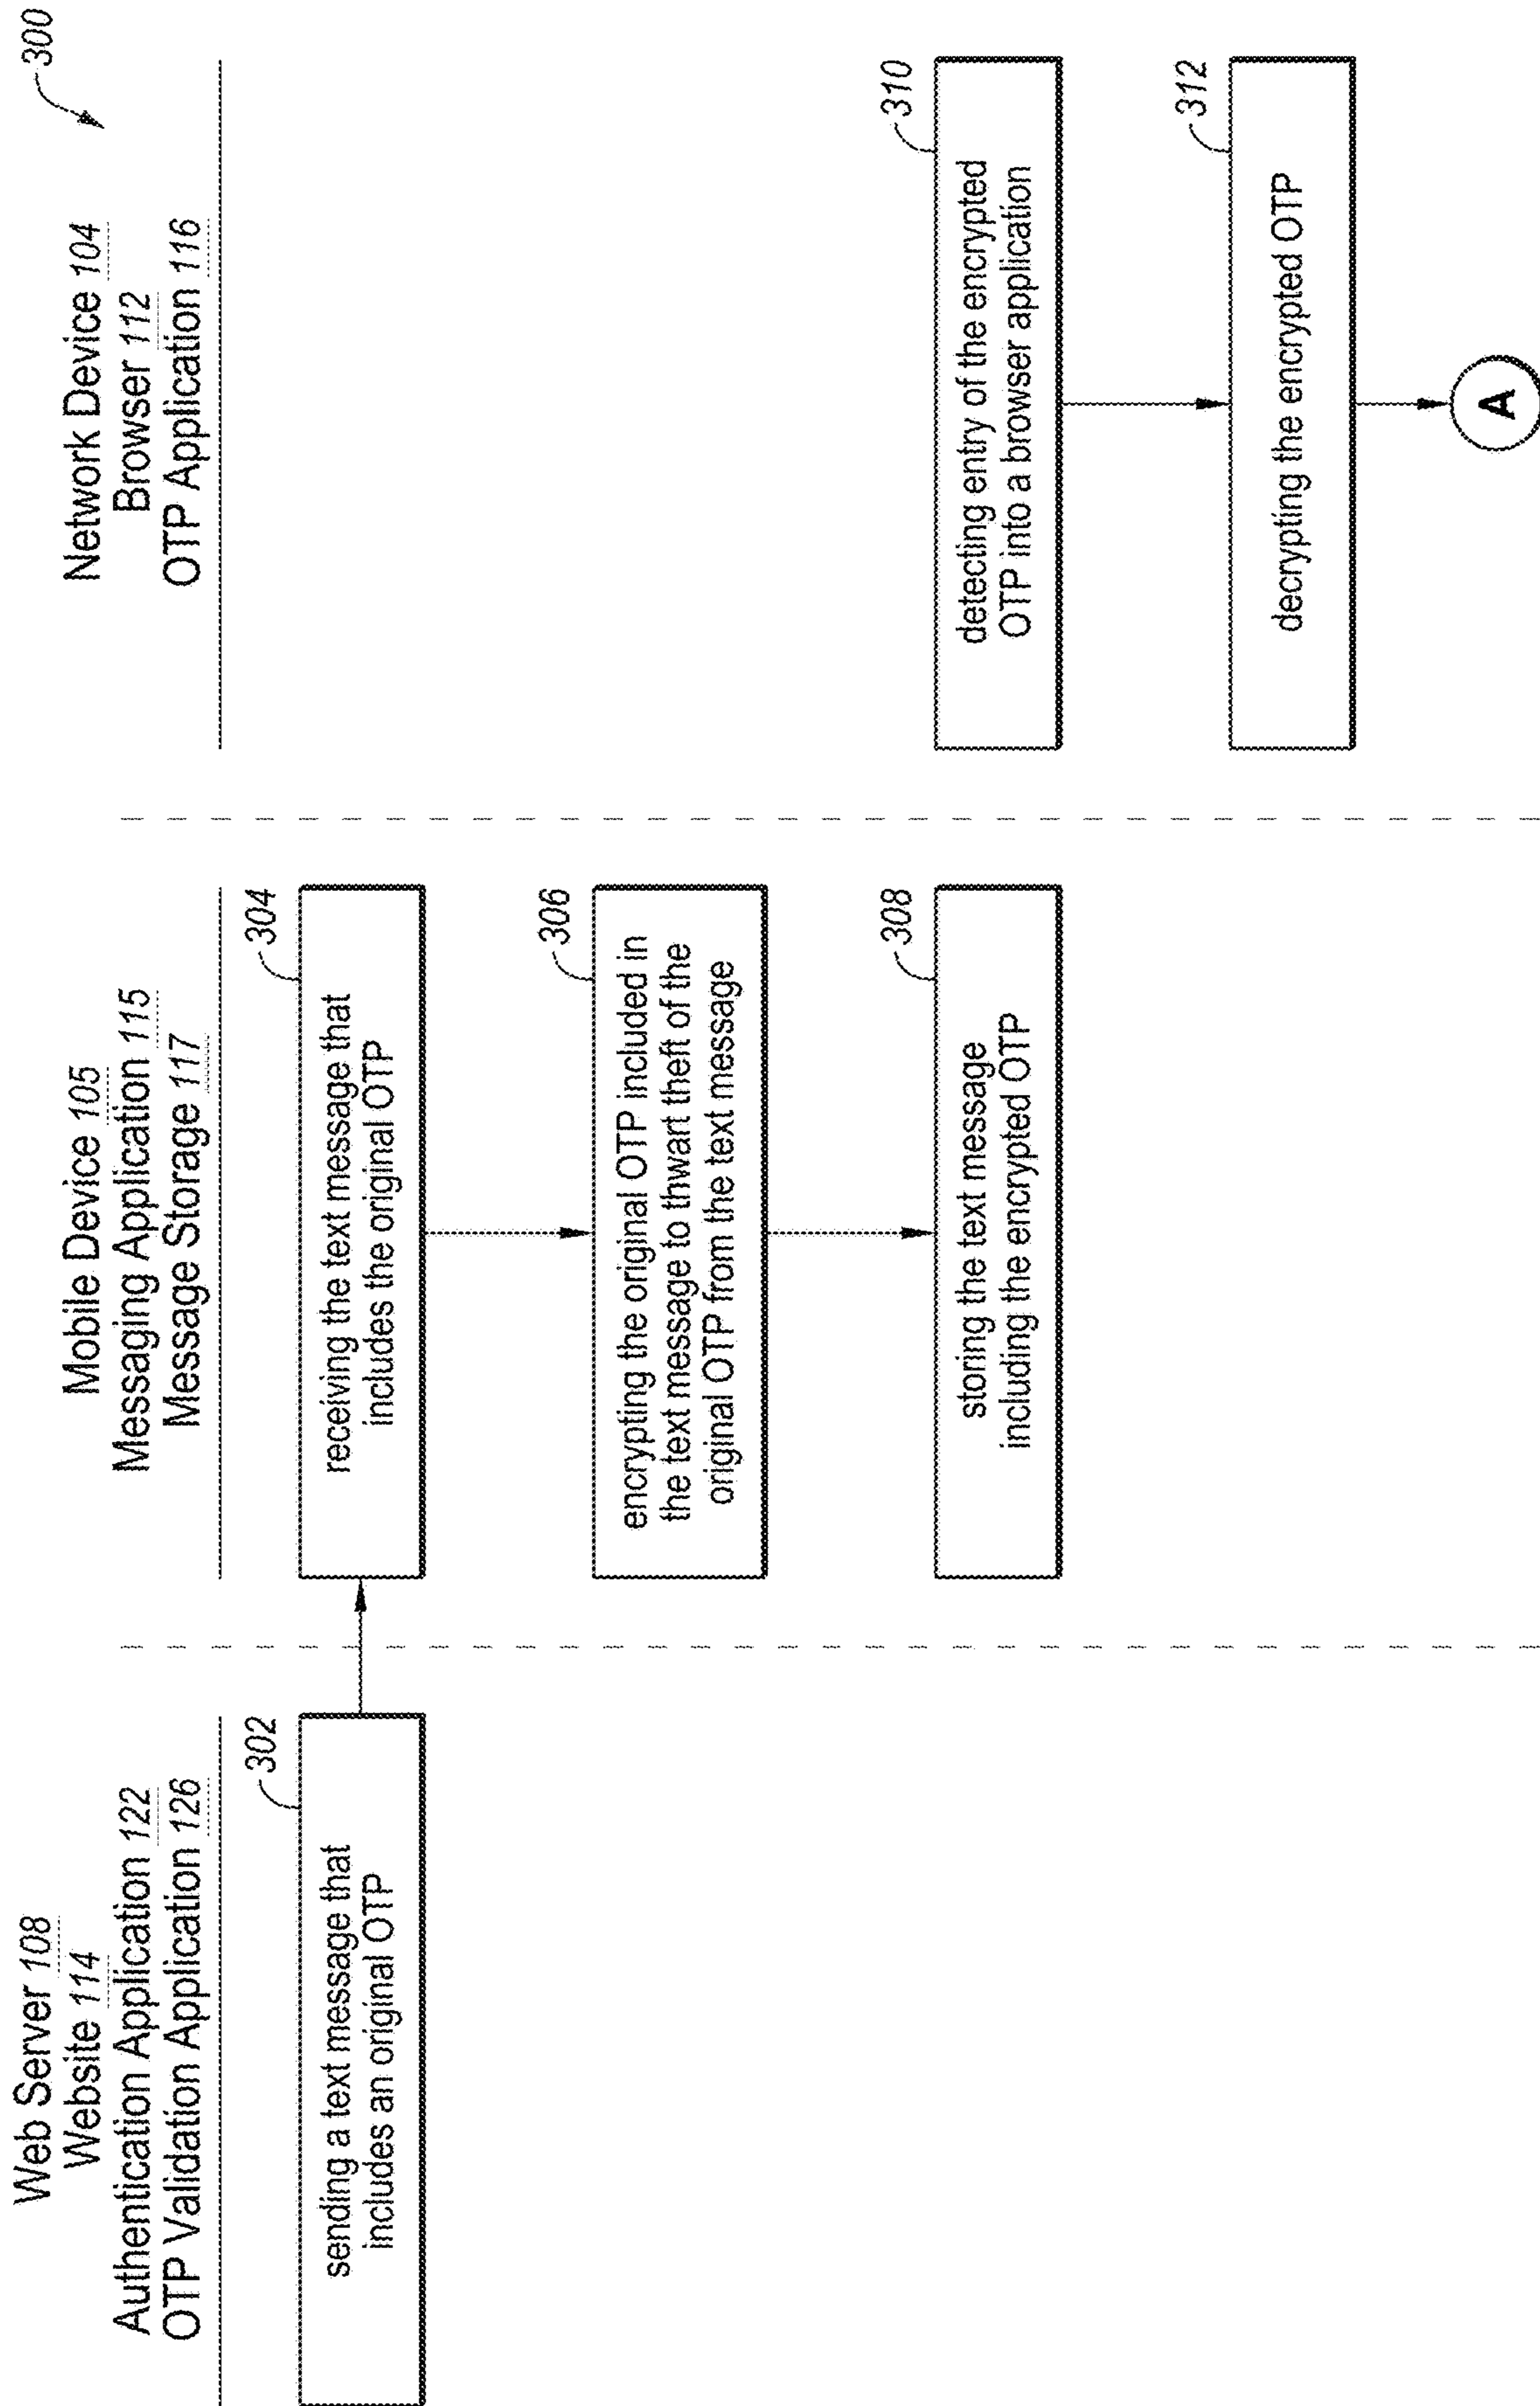 300
Web Server 108
Website 114
Authentication Application 122
OTP Validation Application 126
Mobile Device 105
Messaging Application 115
Message Storage 117
Network Device 104
Browser 112
OTP Application 116
302
sending a text message that
includes an original OTP
304
receiving the text message that
includes the original OTP
306
encrypting the original OTP included in
the text message to thwart theft of the
original OTP from the text message
308
storing the text message
including the encrypted OTP
310
detecting entry of the encrypted
OTP into a browser application
312
decrypting the encrypted OTP
A